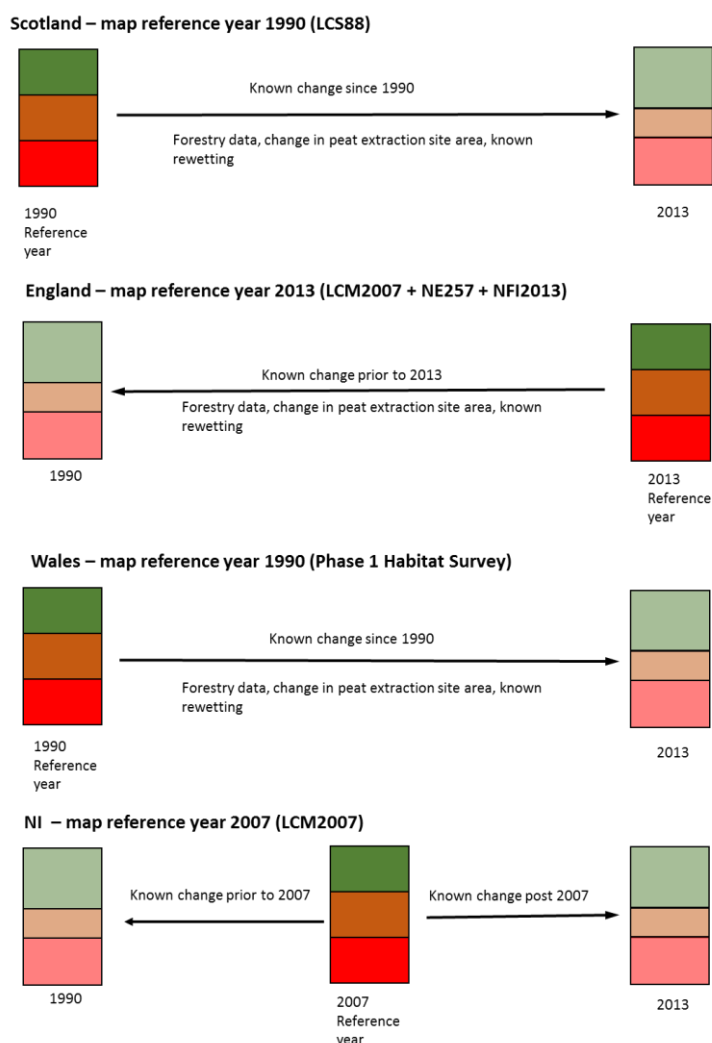 Scotland – map reference year 1990 (LCS88)
Known change since 1990
Forestry data, change in peat extraction site area, known
rewetting
1990
Reference
year
2013
England – map reference year 2013 (LCM2007 + NE257 + NFI2013)
Known change prior to 2013
Forestry data, change in peat extraction site area, known
rewetting
1990
2013
Reference
year
Wales – map reference year 1990 (Phase 1 Habitat Survey)
Known change since 1990
Forestry data, change in peat extraction site area, known
rewetting
1990
Reference
year
2013
NI – map reference year 2007 (LCM2007)
Known change prior to 2007
Known change post 2007
1990
2007
Reference
year
2013